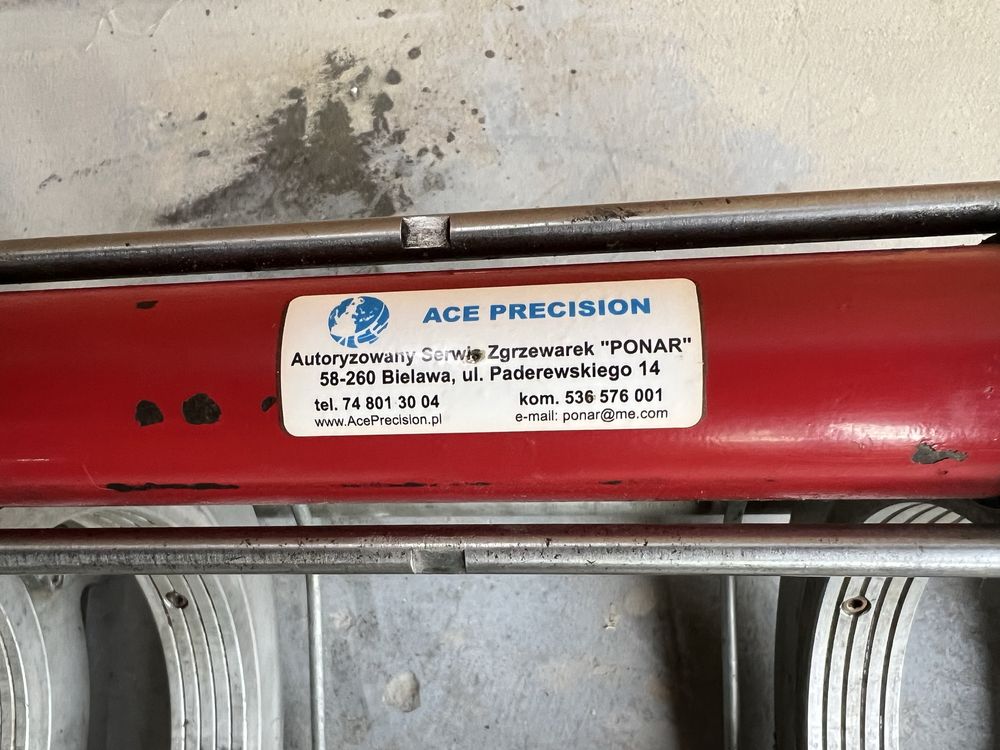 ACE PRECISION
Autoryzowany Serwis Zgrzewarek "PONAR"
58-260 Bielawa, ul. Paderewskiego 14
tel. 74 801 30 04 kom. 536 576 001
www.AcePrecision.pl e-mail: ponar@me.com